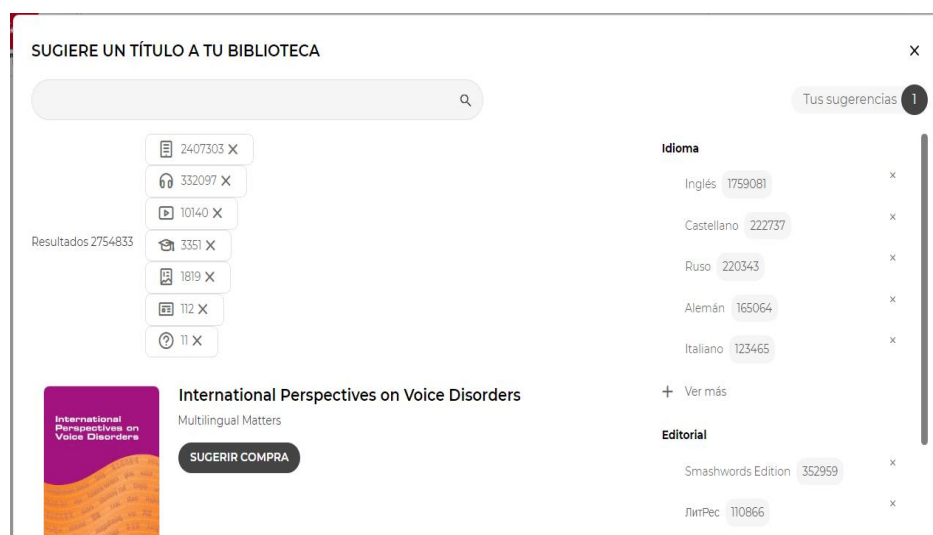 SUGIERE UN TÍTULO A TU BIBLIOTECA
Tus sugerencias 1
Resultados 2754833
2407303
332097
10140
3351
1819
112
11
International Perspectives on Voice Disorders
Multilingual Matters
SUGERIR COMPRA
International
Perspectives on
Voice Disorders
Idioma
Inglés 1759081
Castellano 222737
Ruso 220343
Alemán 165064
Italiano 123465
+ Ver más
Editorial
Smashwords Edition 352959
ЛитРес 110866